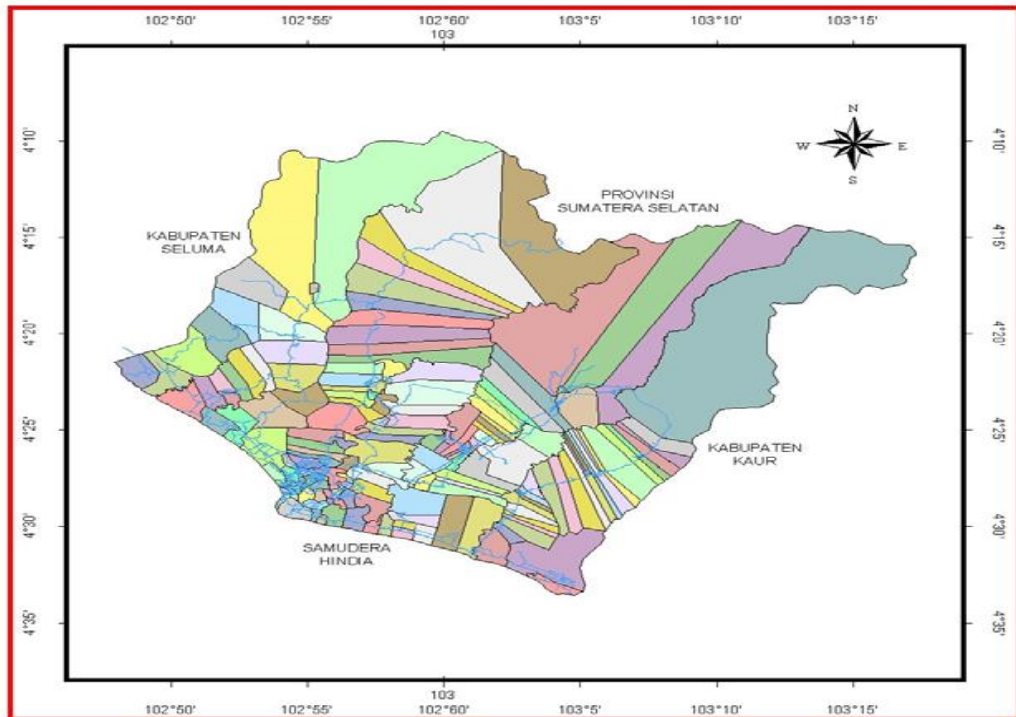 102°50' 102°55' 102°60' 103°5' 103°10' 103°15'
103
N
W E
S
4°10' 4°10'
PROVINSI
SUMATERA SELATAN
KABUPATEN
SELUMA
4°15' 4°15'
4°20' 4°20'
4°25' 4°25'
KABUPATEN
KAUR
4°30' 4°30'
SAMUDERA
HINDIA
4°35' 4°35'
103
102°50' 102°55' 102°60' 103°5' 103°10' 103°15'